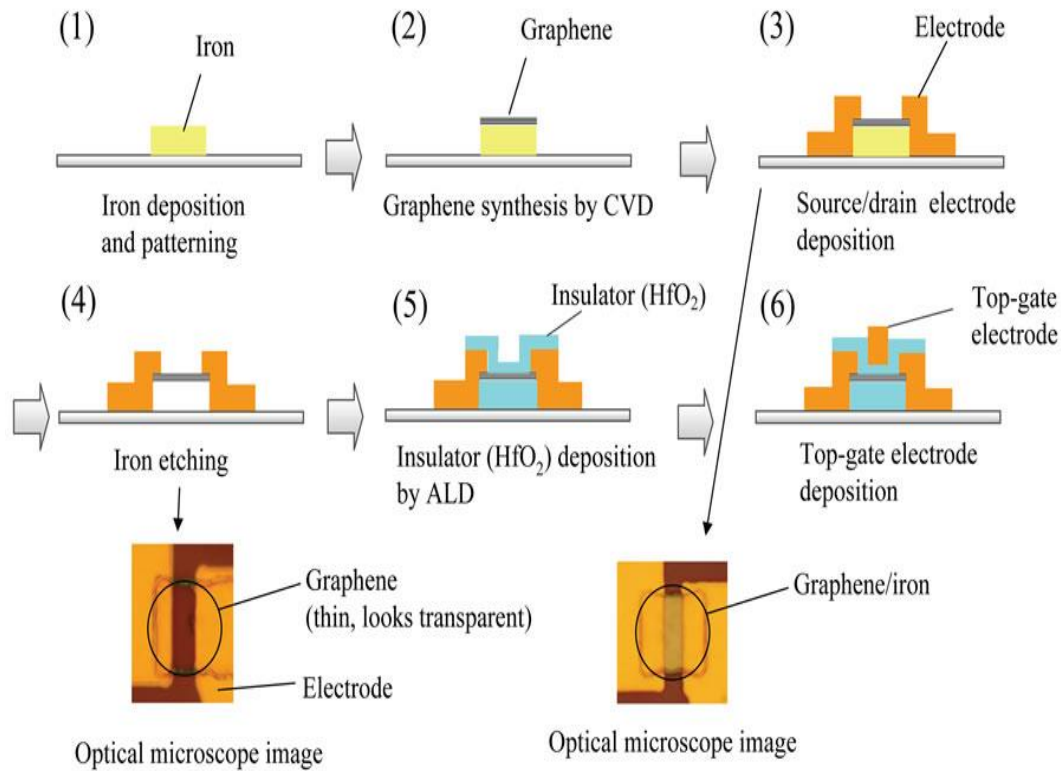 (1)
Iron
Iron deposition
and patterning
(2)
Graphene
Graphene synthesis by CVD
(3)
Electrode
Source/drain electrode
deposition
(4)
Iron etching
(5)
Insulator (HfO₂)
Insulator (HfO₂) deposition
by ALD
(6)
Top-gate
electrode
Top-gate electrode
deposition
Graphene
(thin, looks transparent)
Electrode
Optical microscope image
Graphene/iron
Optical microscope image